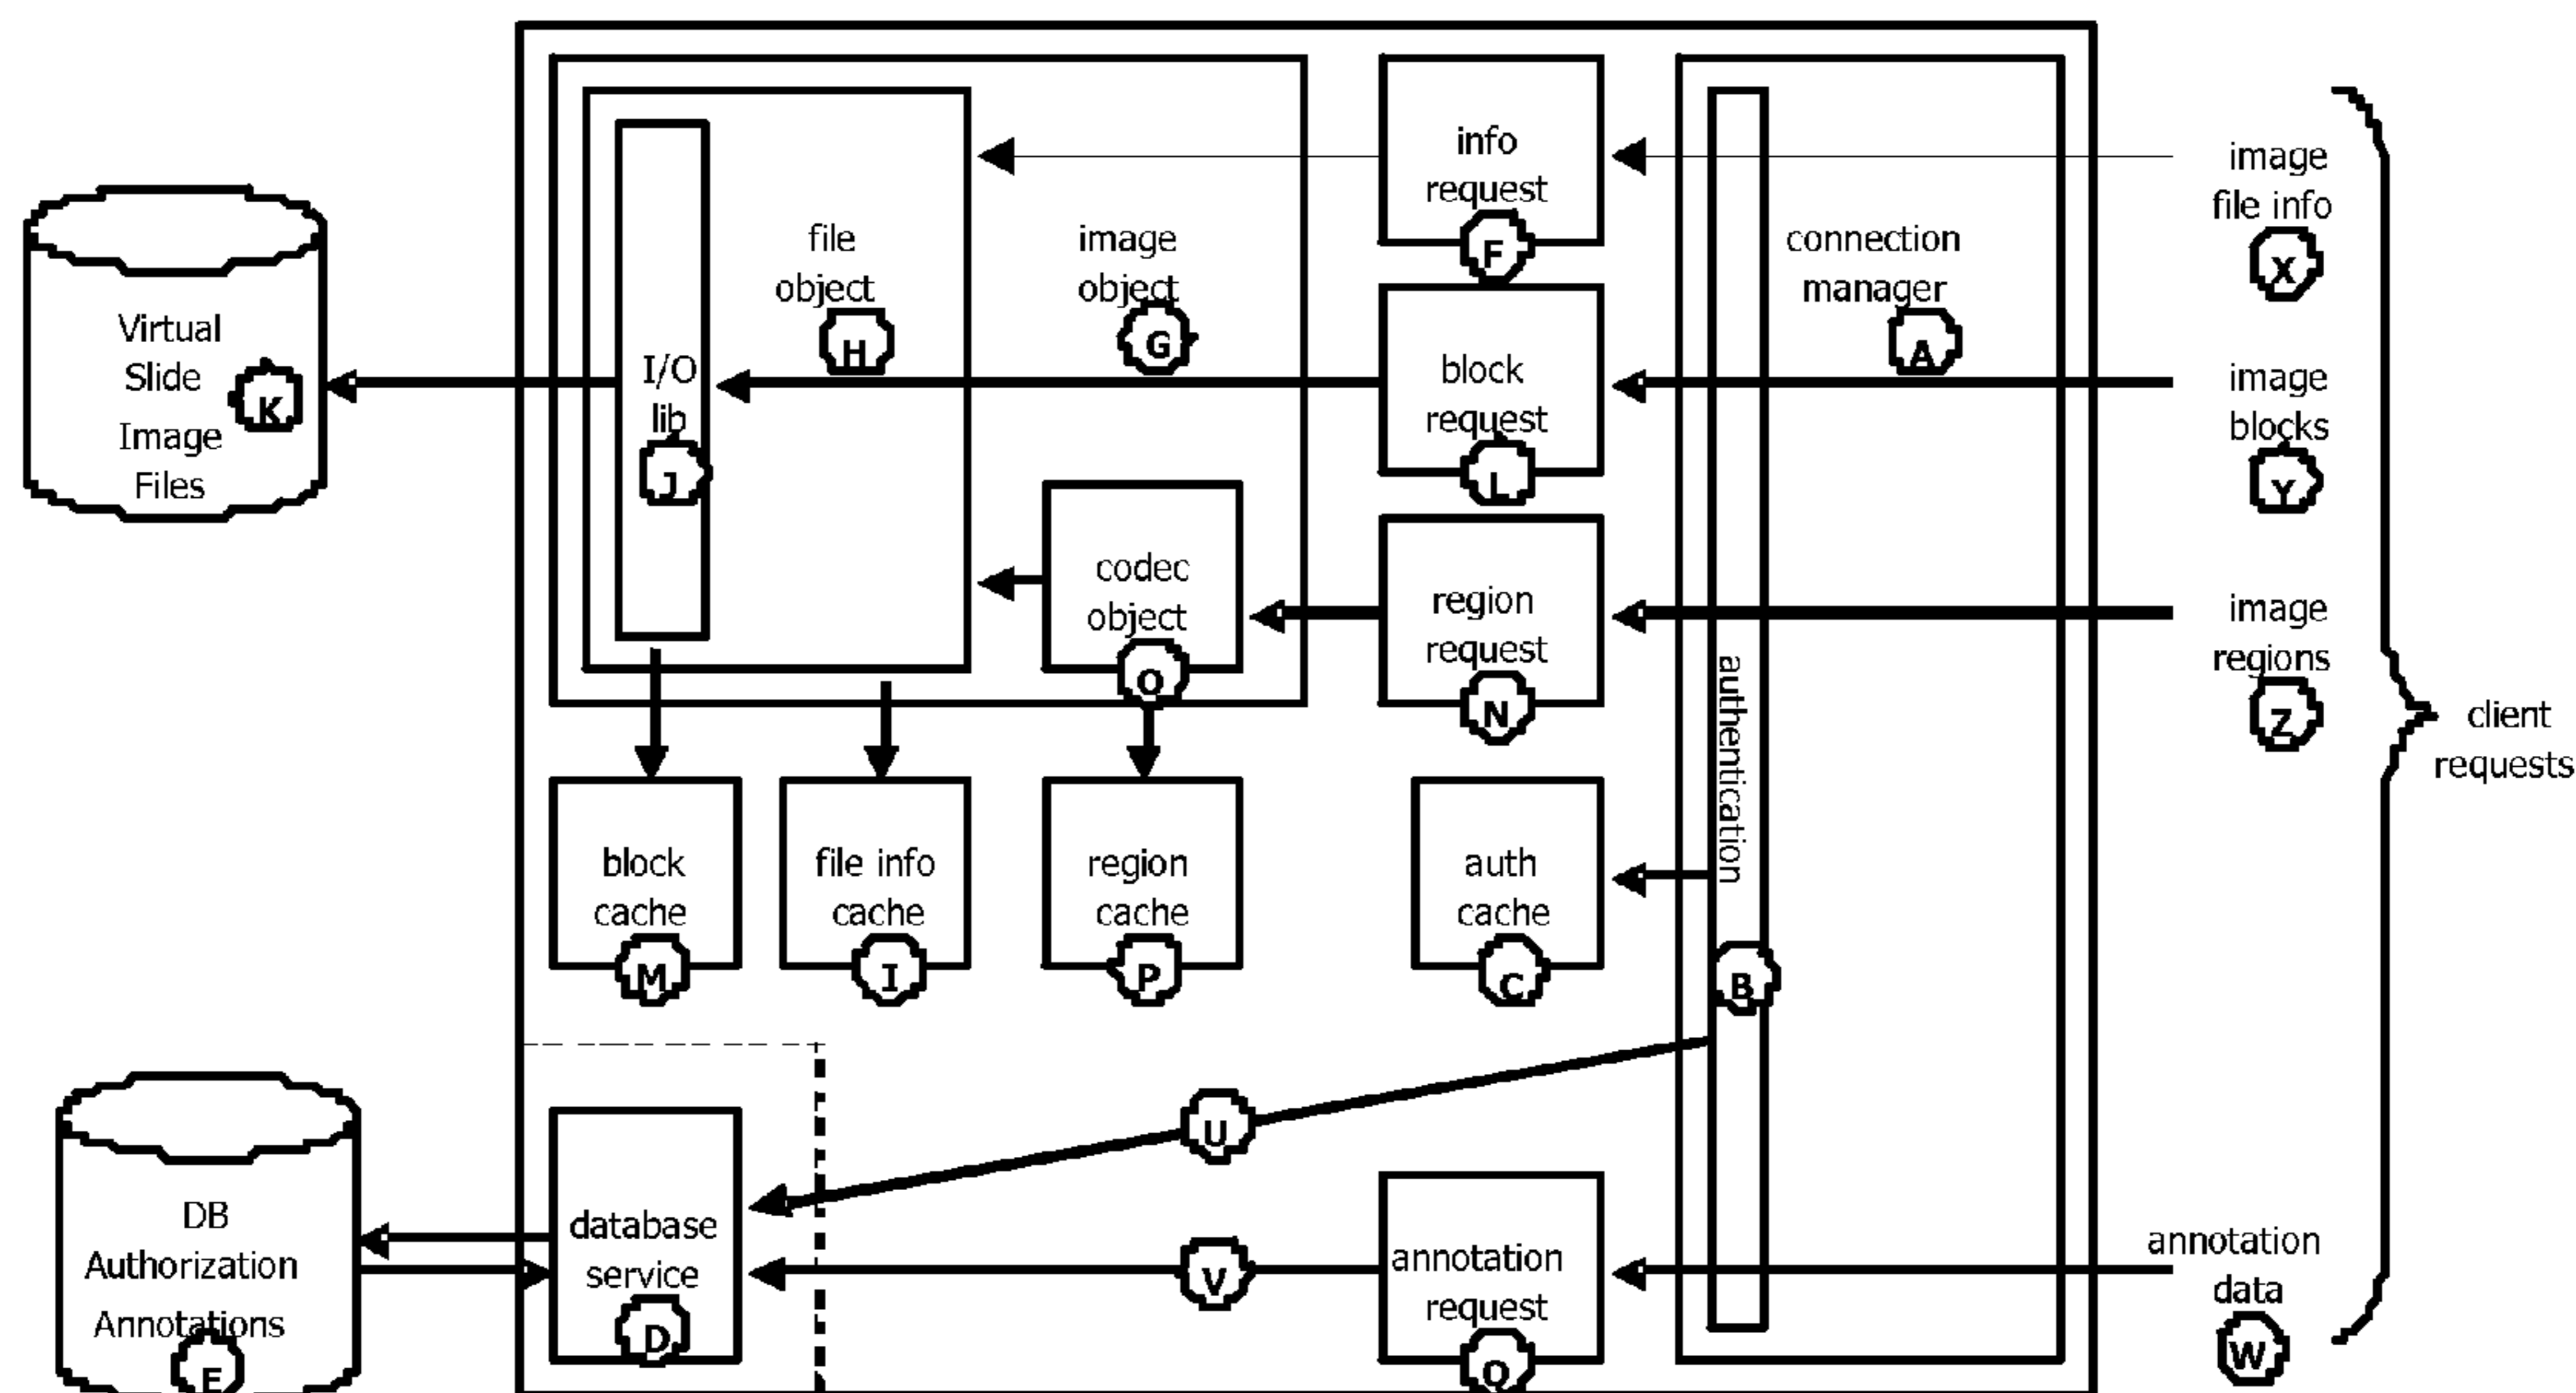 Virtual
Slide
Image
Files
K
I/O
lib
J
file
object
H
image
object
G
info
request
F
block
request
L
codec
object
O
region
request
N
connection
manager
A
authentication
B
image
file info
X
image
blocks
Y
image
regions
Z
client
requests
block
cache
M
file info
cache
I
region
cache
P
auth
cache
C
U
DB
Authorization
Annotations
E
database
service
D
V
annotation
request
Q
annotation
data
W